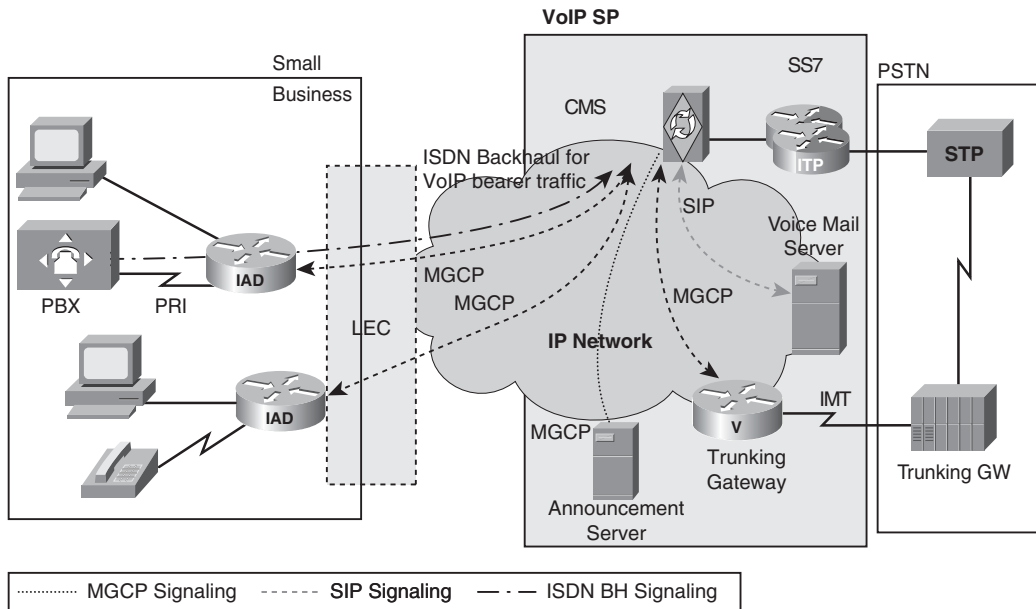 VoIP SP
Small
Business
SS7
PSTN
CMS
ISDN Backhaul for
VoIP bearer traffic
ITP
STP
SIP
Voice Mail
Server
IAD
MGCP
PBX
PRI
MGCP
MGCP
LEC
IP Network
IAD
MGCP
V
IMT
Trunking
Gateway
Trunking GW
Announcement
Server
MGCP Signaling
SIP Signaling
ISDN BH Signaling